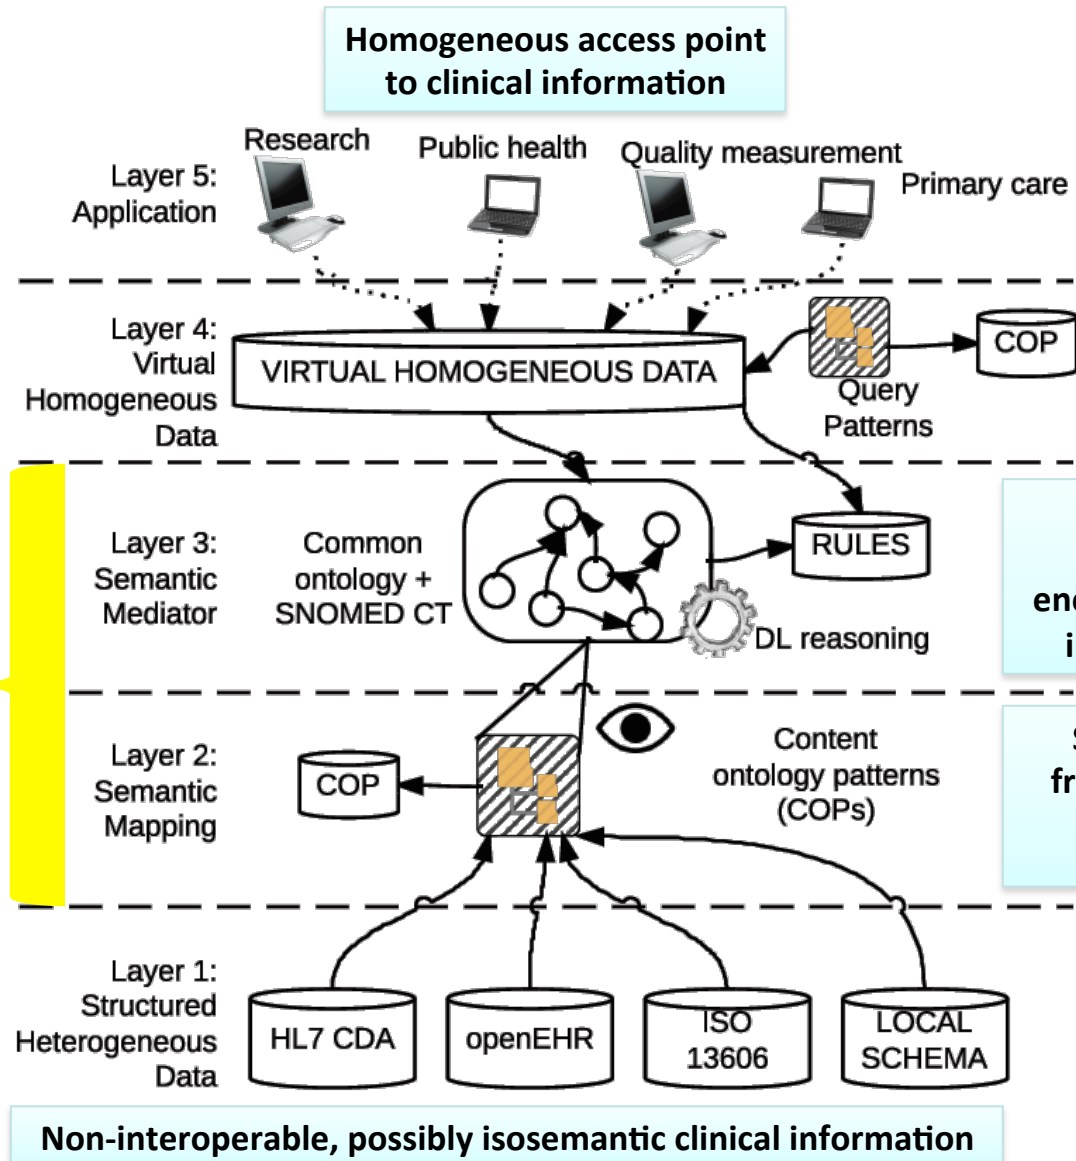 Homogeneous access point
to clinical information
Research
Public health
Quality measurement
Primary care
Layer 5:
Application
Layer 4:
Virtual
Homogeneous
Data
VIRTUAL HOMOGENEOUS DATA
COP
Query
Patterns
Layer 3:
Semantic
Mediator
Common
ontology +
SNOMED CT
RULES
DL reasoning
Layer 2:
Semantic
Mapping
COP
Content
ontology patterns
(COPs)
Layer 1:
Structured
Heterogeneous
Data
HL7 CDA
openEHR
ISO
13606
LOCAL
SCHEMA
Non-interoperable, possibly isosemantic clinical information